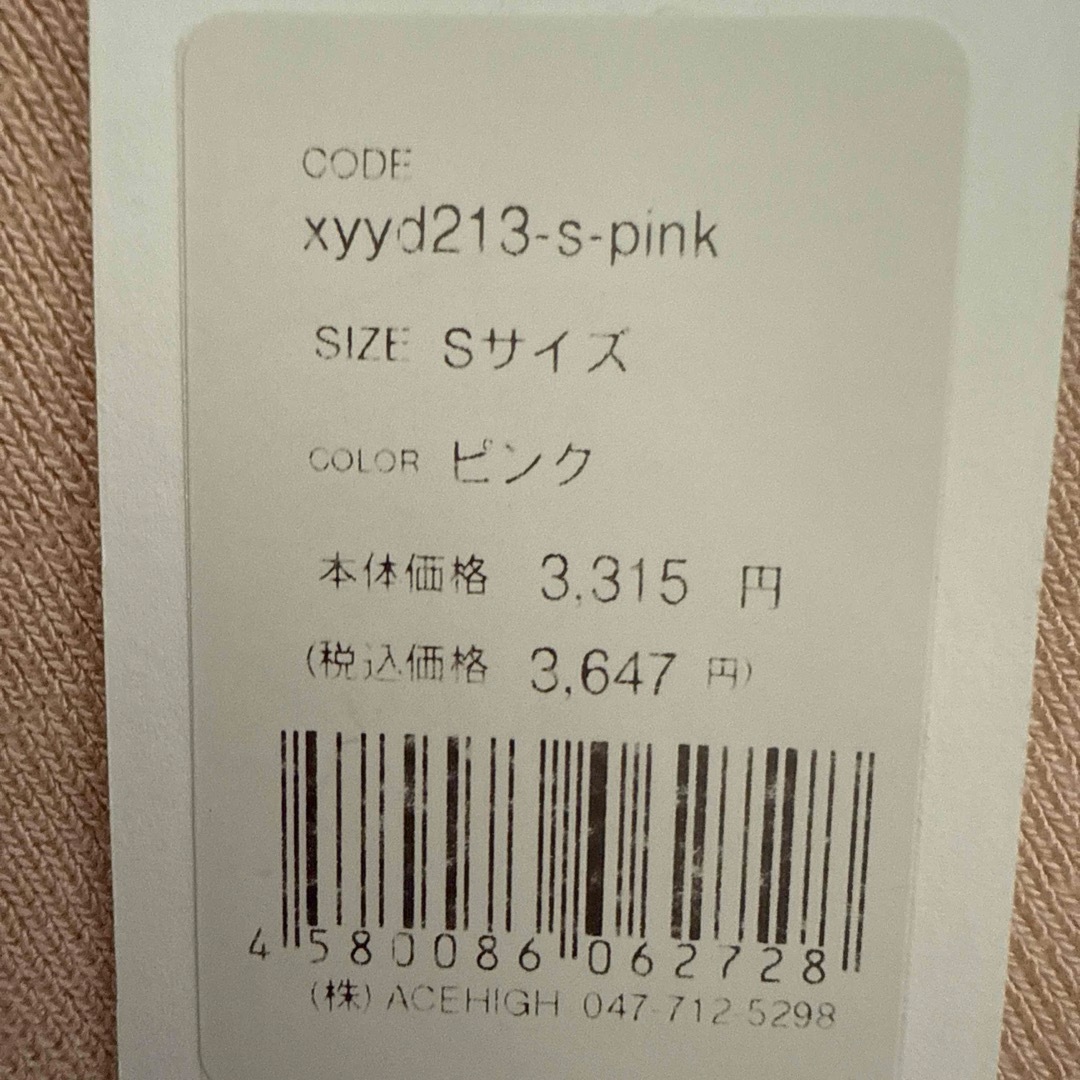 CODE
xyyd213-s-pink
SIZE Sサイズ
COLOR ピンク
本体価格 3,315 円
(税込価格 3,647 円)
4 580086 062728
(株) ACEHIGH 047-712-5298